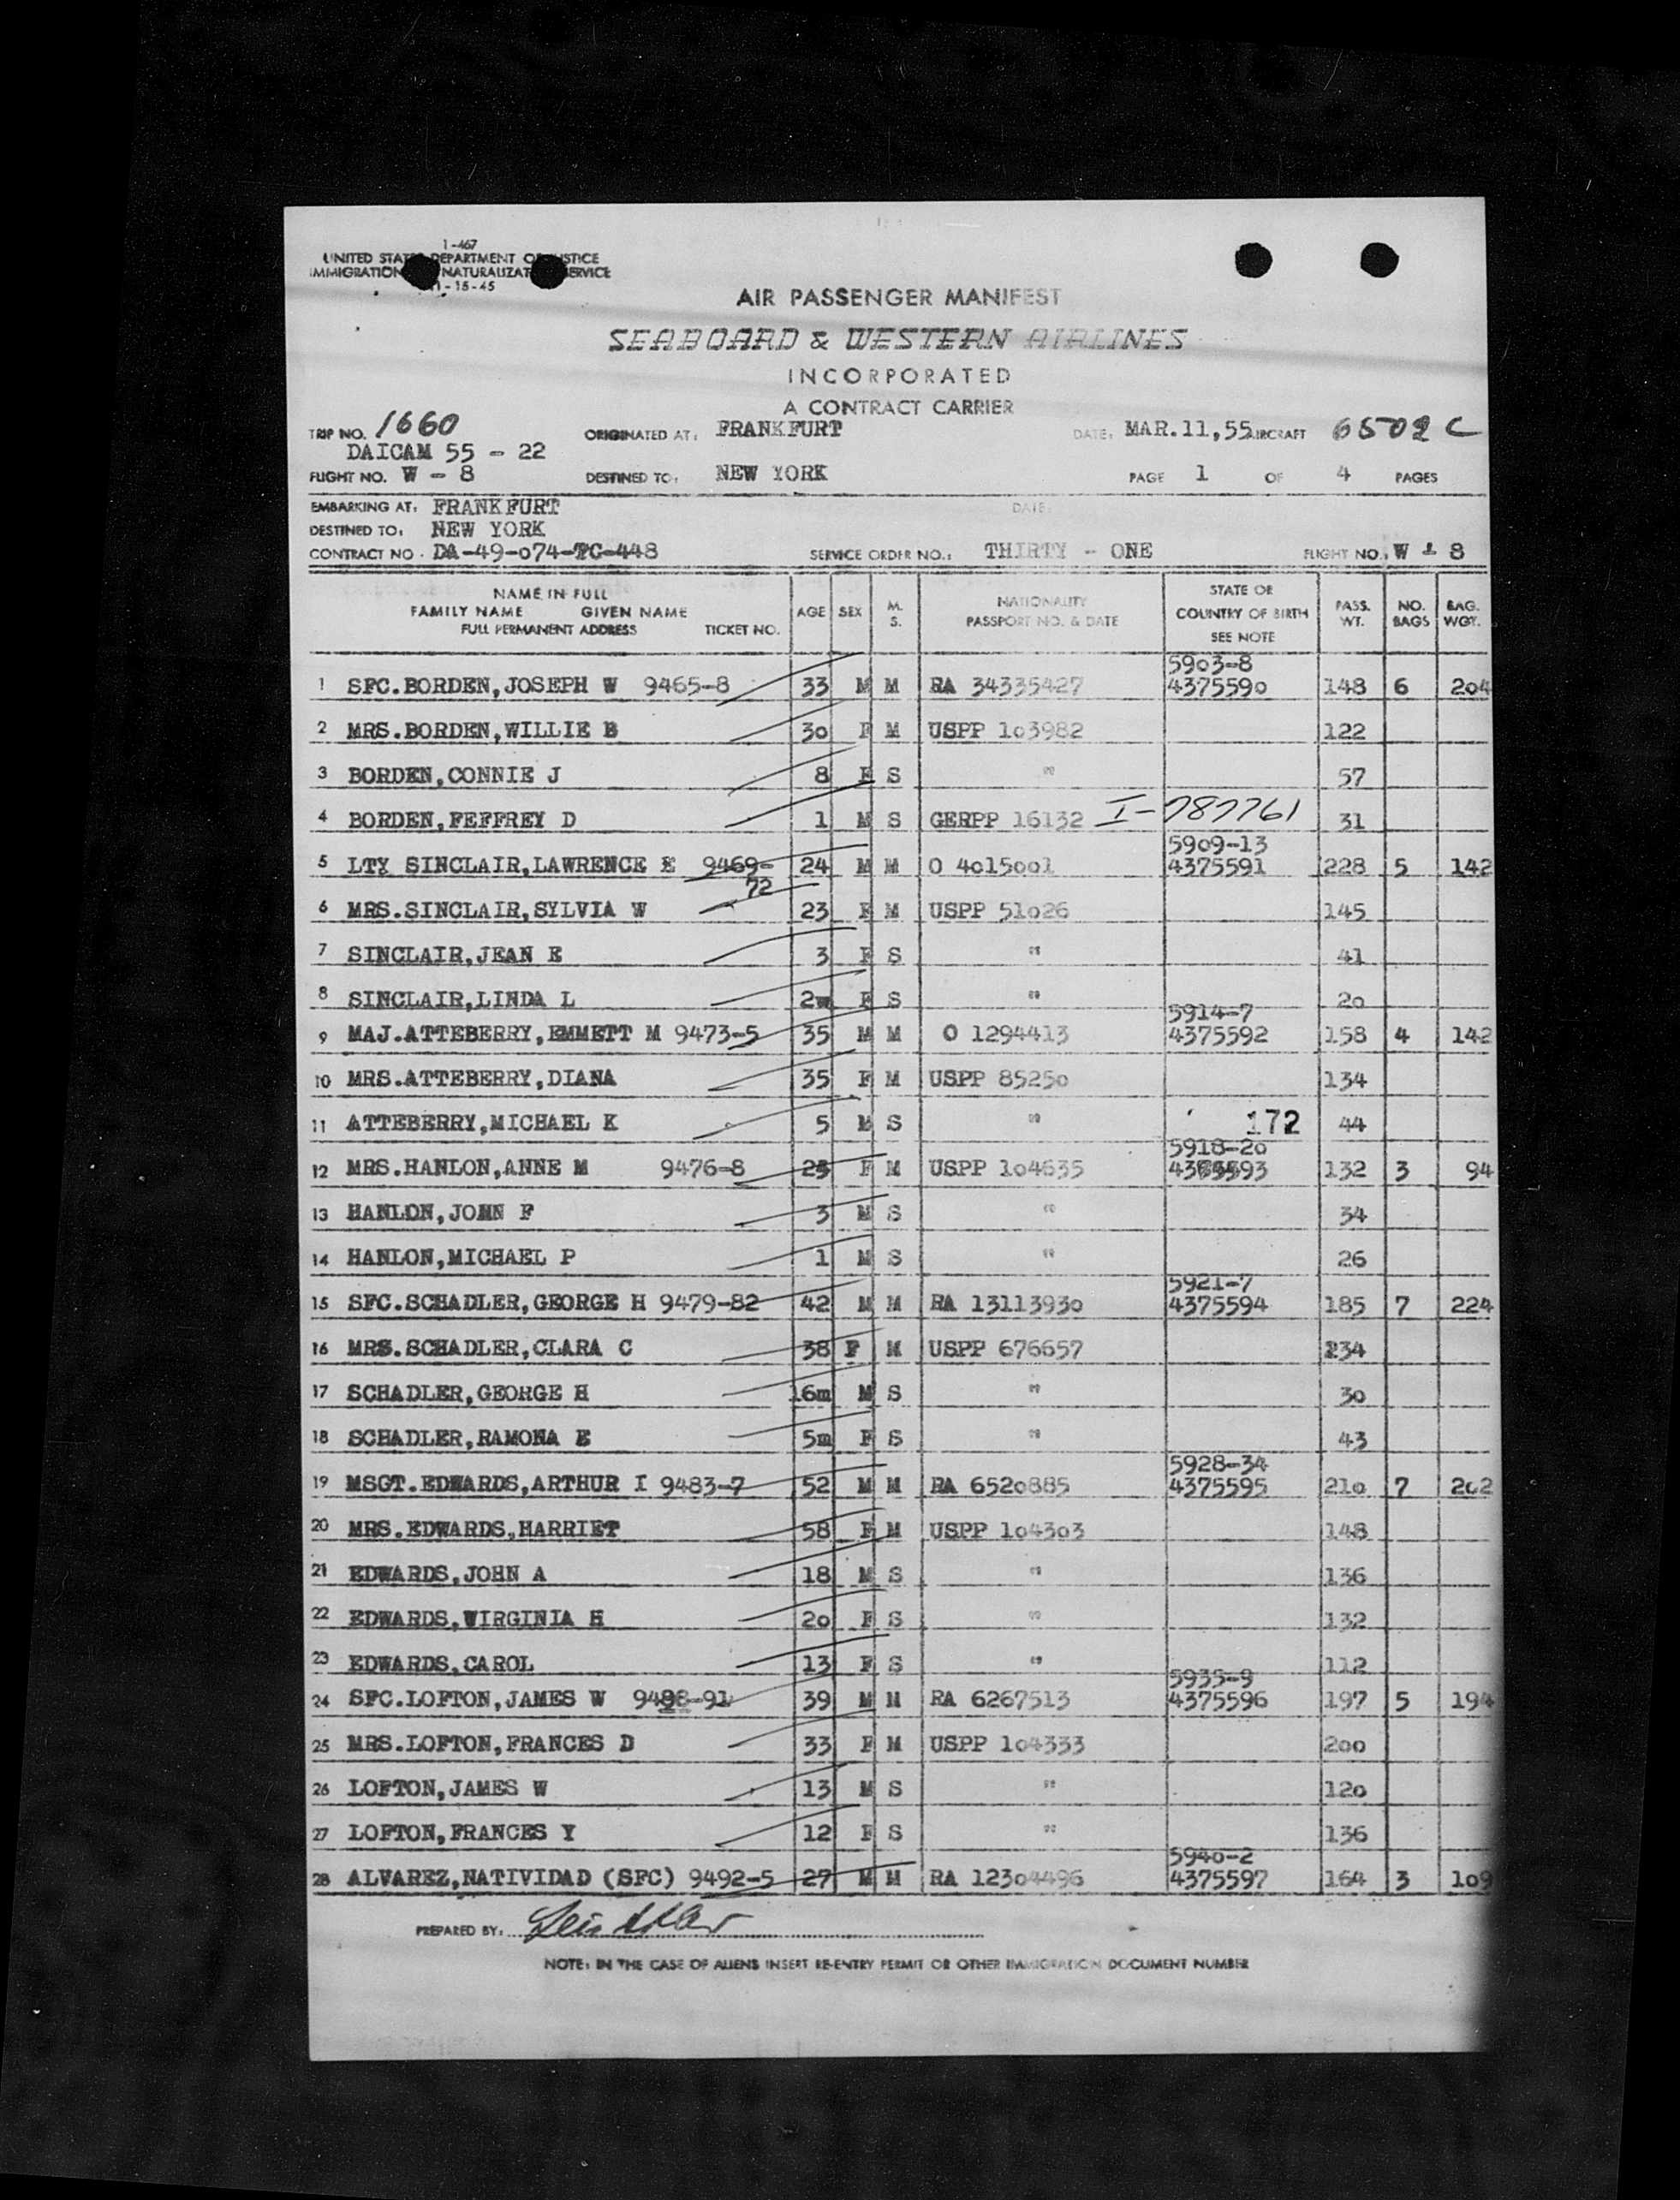 I-467
UNITED STATES DEPARTMENT OF JUSTICE
IMMIGRATION NATURALIZAT SERVICE
11-15-45
AIR PASSENGER MANIFEST
SEABOARD & WESTERN AIRLINES
INCORPORATED
A CONTRACT CARRIER
TRIP NO. 1660 ORIGINATED AT: FRANKFURT DATE: MAR.11,55 AIRCRAFT 6502 C
DAICAM 55 - 22
FLIGHT NO. W - 8 DESTINED TO: NEW YORK PAGE 1 OF 4 PAGES
EMBARKING AT: FRANKFURT DATE:
DESTINED TO: NEW YORK
CONTRACT NO. DA-49-074-TC-448 SERVICE ORDER NO.: THIRTY - ONE FLIGHT NO.: W - 8
NAME IN FULL
FAMILY NAME GIVEN NAME
FULL PERMANENT ADDRESS TICKET NO. AGE SEX M. S. NATIONALITY PASSPORT NO. & DATE STATE OR COUNTRY OF BIRTH SEE NOTE PASS. WT. NO. BAGS BAG. WGT.
5903-8
1 SFC.BORDEN,JOSEPH W 9465-8 33 M M RA 34335427 4375590 148 6 204
2 MRS.BORDEN,WILLIE B 30 F M USPP 103982 122
3 BORDEN,CONNIE J 8 F S " 57
4 BORDEN,FEFFREY D 1 M S GERPP 16132 I-787761 31
5909-13
5 LTX SINCLAIR,LAWRENCE E 9469- 24 M M O 4015001 4375591 228 5 142
72
6 MRS.SINCLAIR,SYLVIA W 23 F M USPP 51026 145
7 SINCLAIR,JEAN E 3 F S " 41
8 SINCLAIR,LINDA L 2w F S " 20
5914-7
9 MAJ.ATTEBERRY,EMMETT M 9473-5 35 M M O 1294413 4375592 158 4 142
10 MRS.ATTEBERRY,DIANA 35 F M USPP 85250 134
11 ATTEBERRY,MICHAEL K 5 M S " 172 44
5918-20
12 MRS.HANLON,ANNE M 9476-8 23 F M USPP 104635 4375593 132 3 94
13 HANLON,JOHN F 3 M S " 34
14 HANLON,MICHAEL P 1 M S " 26
5921-7
15 SFC.SCHADLER,GEORGE H 9479-82 42 M M RA 13113930 4375594 185 7 224
16 MRS.SCHADLER,CLARA C 38 F M USPP 676657 134
17 SCHADLER,GEORGE H 16m M S " 30
18 SCHADLER,RAMONA E 5m F S " 43
5928-34
19 MSGT.EDWARDS,ARTHUR I 9483-7 52 M M RA 6520885 4375595 210 7 202
20 MRS.EDWARDS,HARRIET 58 F M USPP 104303 148
21 EDWARDS,JOHN A 18 M S " 136
22 EDWARDS,WIRGINIA H 20 F S " 132
23 EDWARDS,CAROL 13 F S " 112
5935-9
24 SFC.LOFTON,JAMES W 9488-91 39 M M RA 6267513 4375596 197 5 194
25 MRS.LOFTON,FRANCES D 33 F M USPP 104333 200
26 LOFTON,JAMES W 13 M S " 120
27 LOFTON,FRANCES Y 12 F S " 136
5940-2
28 ALVAREZ,NATIVIDAD (SFC) 9492-5 27 M M RA 12304496 4375597 164 3 109
PREPARED BY:
NOTE: IN THE CASE OF ALIENS INSERT RE-ENTRY PERMIT OR OTHER IMMIGRATION DOCUMENT NUMBER